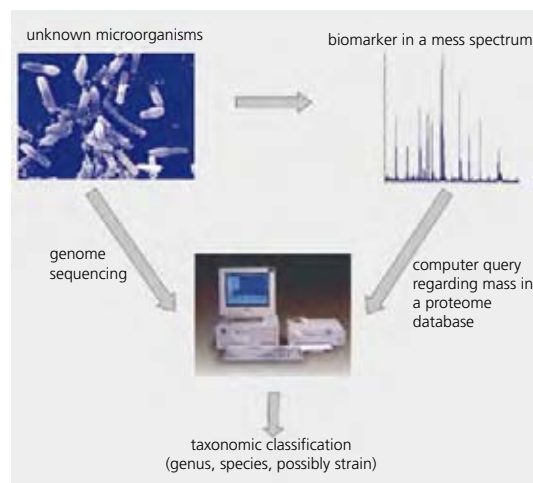 unknown microorganisms
biomarker in a mess spectrum
genome
sequencing
computer query
regarding mass in
a proteome
database
taxonomic classification
(genus, species, possibly strain)